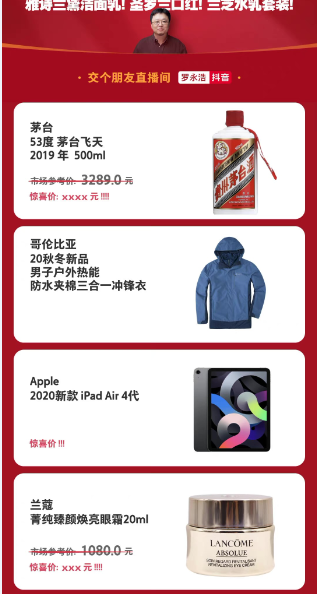 雅诗兰黛洁面乳! 圣罗兰口红! 兰芝水乳套装!
· 交个朋友直播间 罗永浩 抖音 ·
茅台
53度 茅台飞天
2019 年 500ml
市场参考价: 3289.0 元
惊喜价: xxxx 元 !!!!
哥伦比亚
20秋冬新品
男子户外热能
防水夹棉三合一冲锋衣
Apple
2020新款 iPad Air 4代
惊喜价 !!!
兰蔻
菁纯臻颜焕亮眼霜20ml
市场参考价: 1080.0 元
惊喜价: xxx 元 !!!!
LANCÔME
ABSOLUE